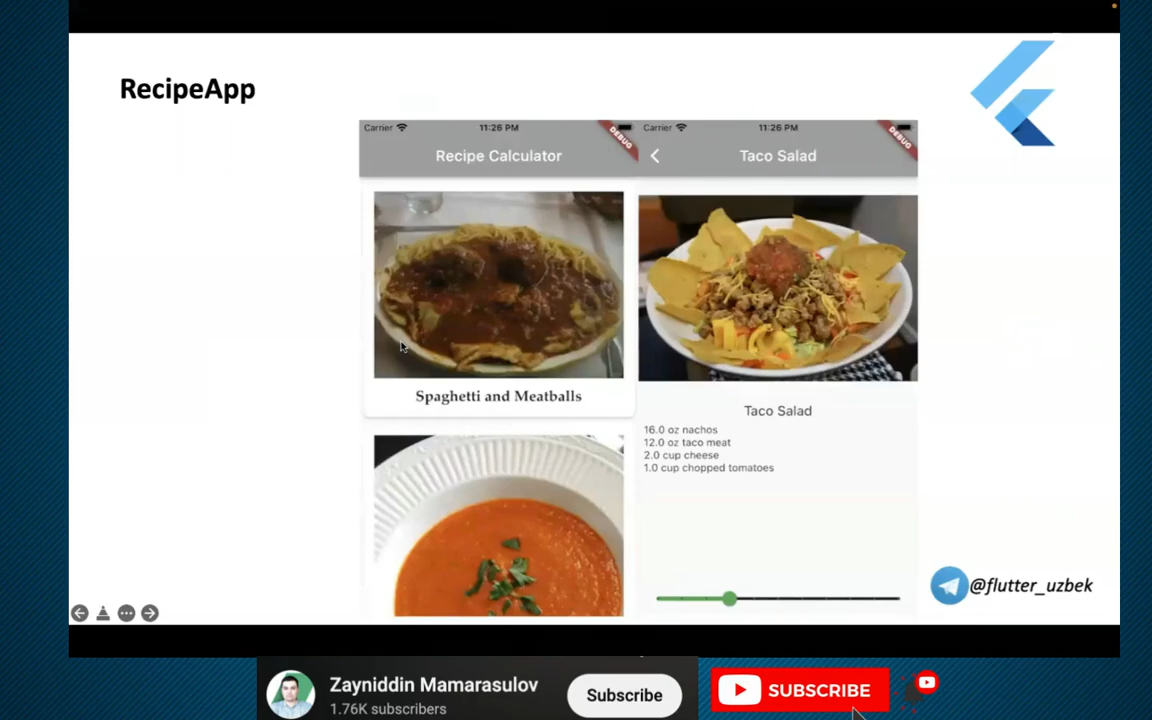 RecipeApp
Carrier 11:26 PM DEBUG
Recipe Calculator
Spaghetti and Meatballs
Carrier 11:26 PM DEBUG
Taco Salad
Taco Salad
16.0 oz nachos
12.0 oz taco meat
2.0 cup cheese
1.0 cup chopped tomatoes
@flutter_uzbek
Zayniddin Mamarasulov
1.76K subscribers
Subscribe
SUBSCRIBE